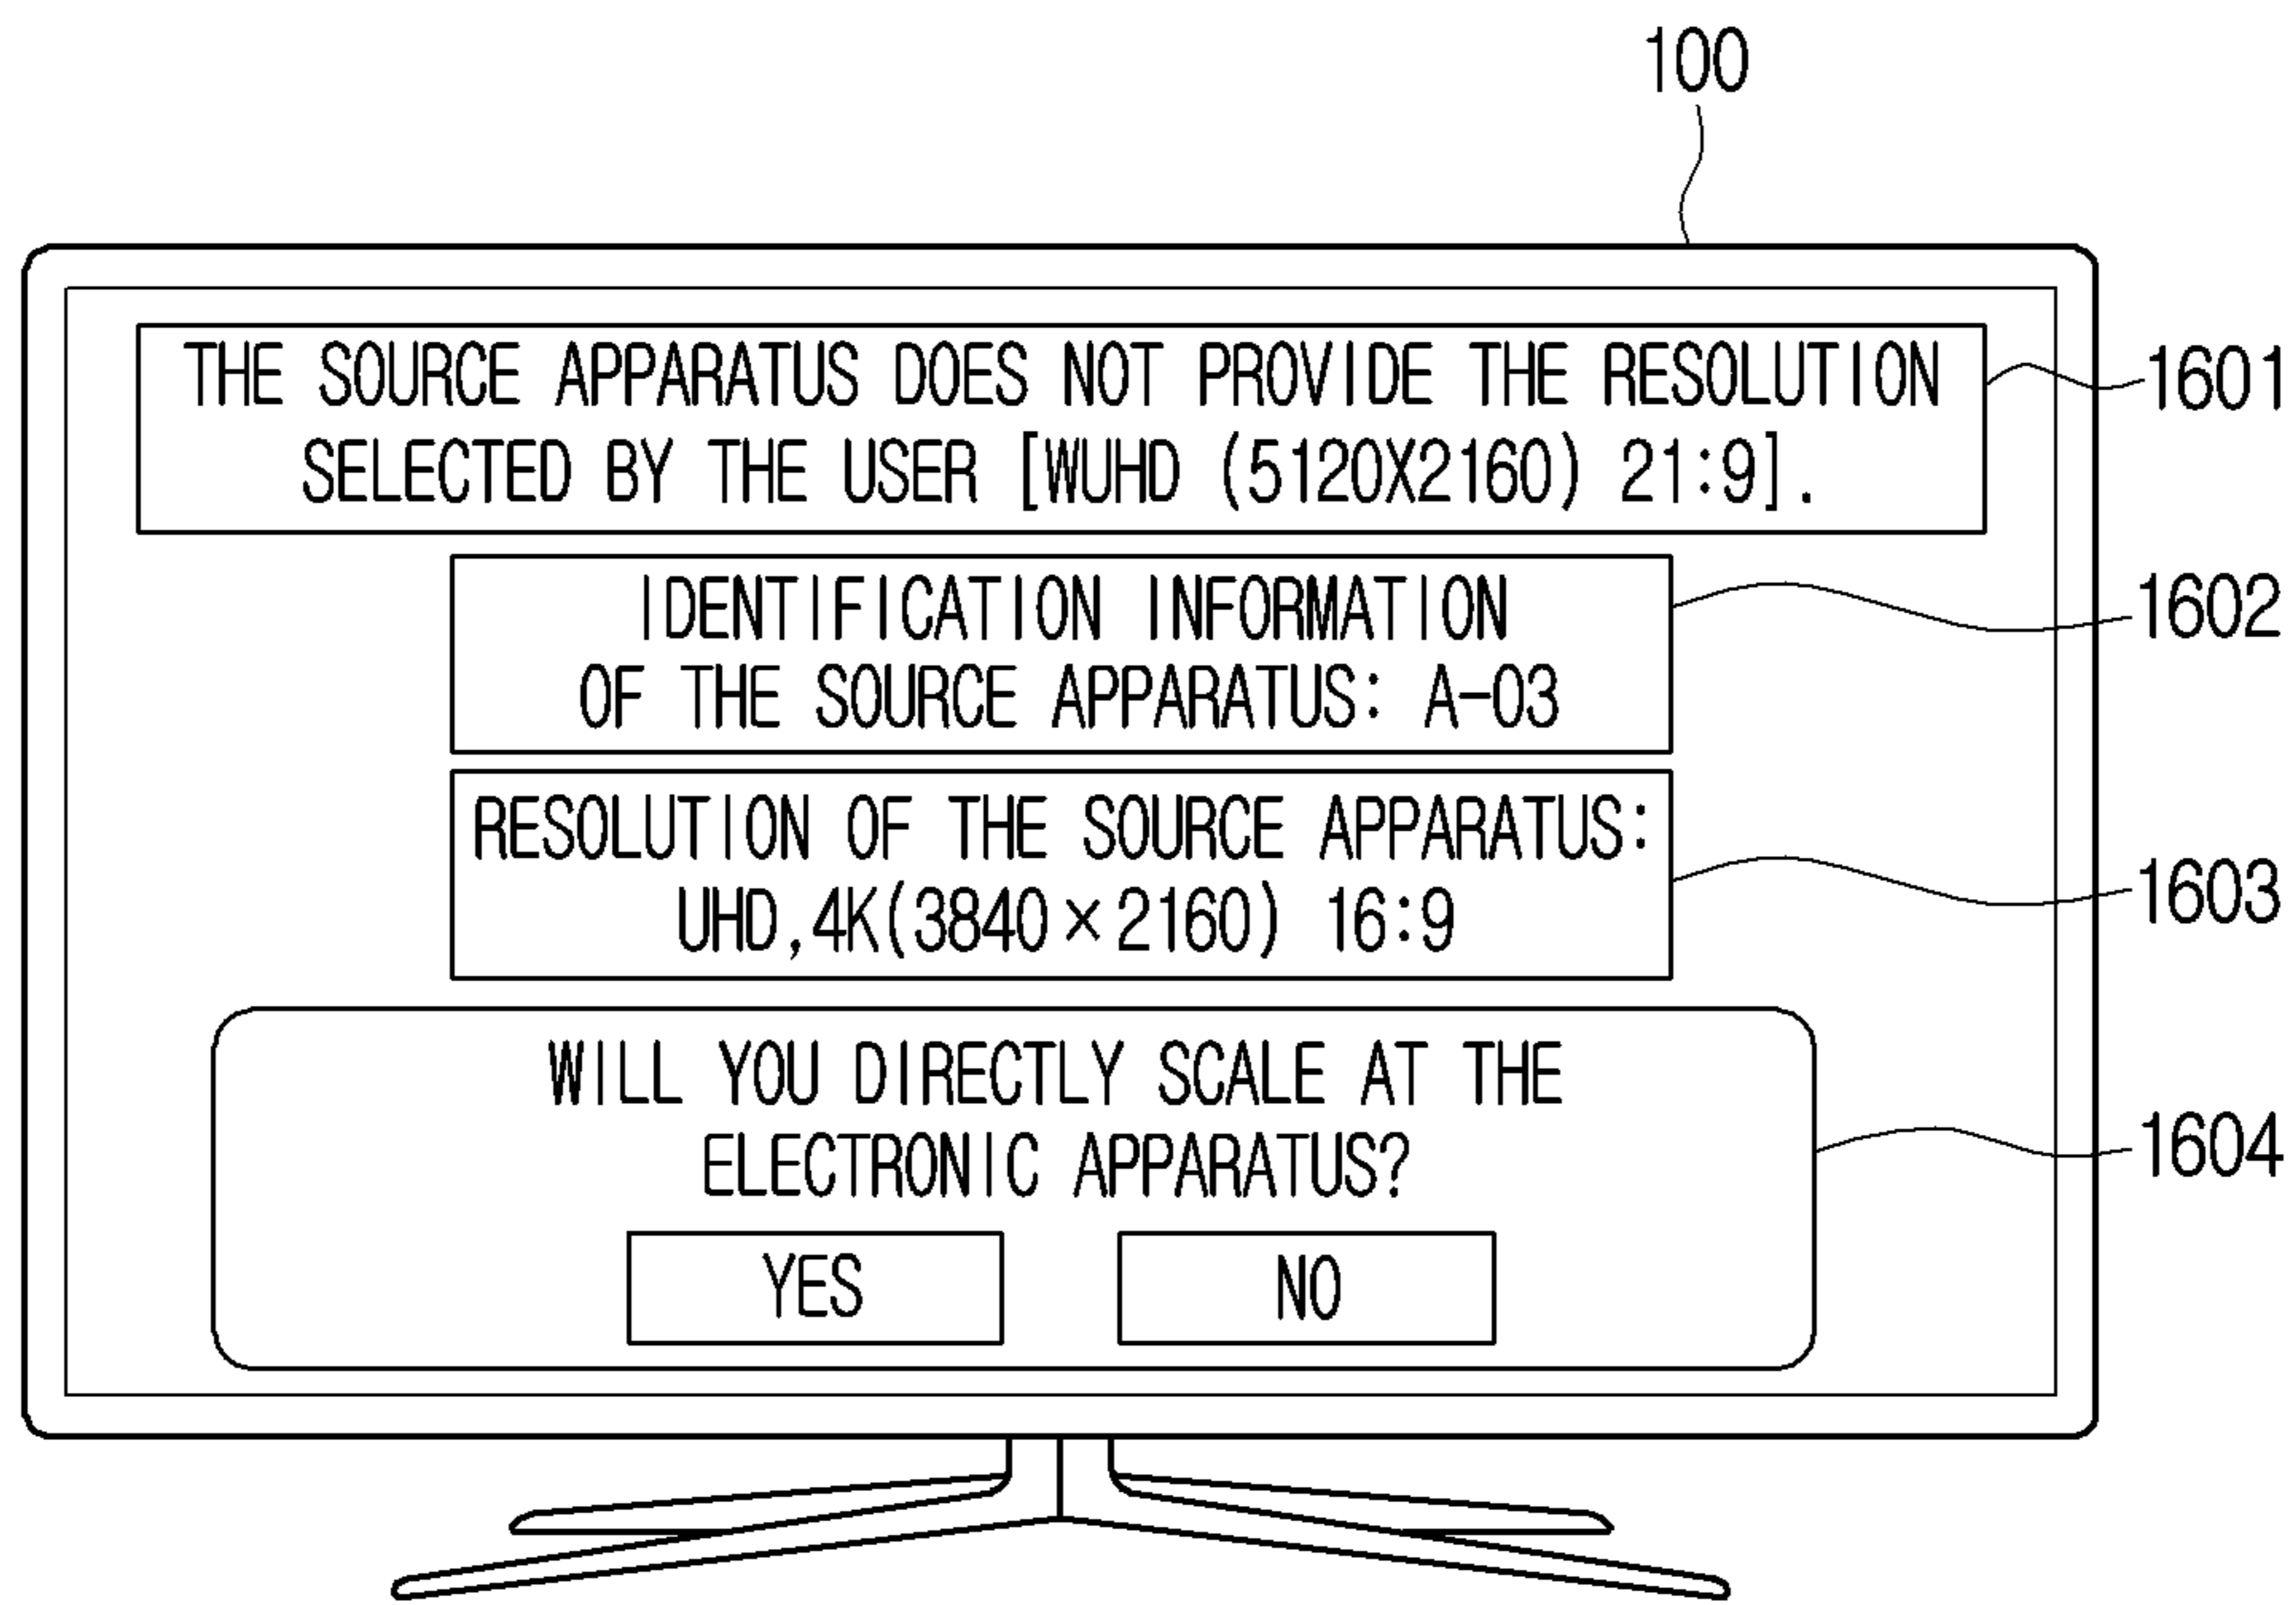 100
THE SOURCE APPARATUS DOES NOT PROVIDE THE RESOLUTION
SELECTED BY THE USER [WUHD (5120X2160) 21:9].
1601
IDENTIFICATION INFORMATION
OF THE SOURCE APPARATUS: A-03
1602
RESOLUTION OF THE SOURCE APPARATUS:
UHD,4K(3840×2160) 16:9
1603
WILL YOU DIRECTLY SCALE AT THE
ELECTRONIC APPARATUS?
1604
YES
NO